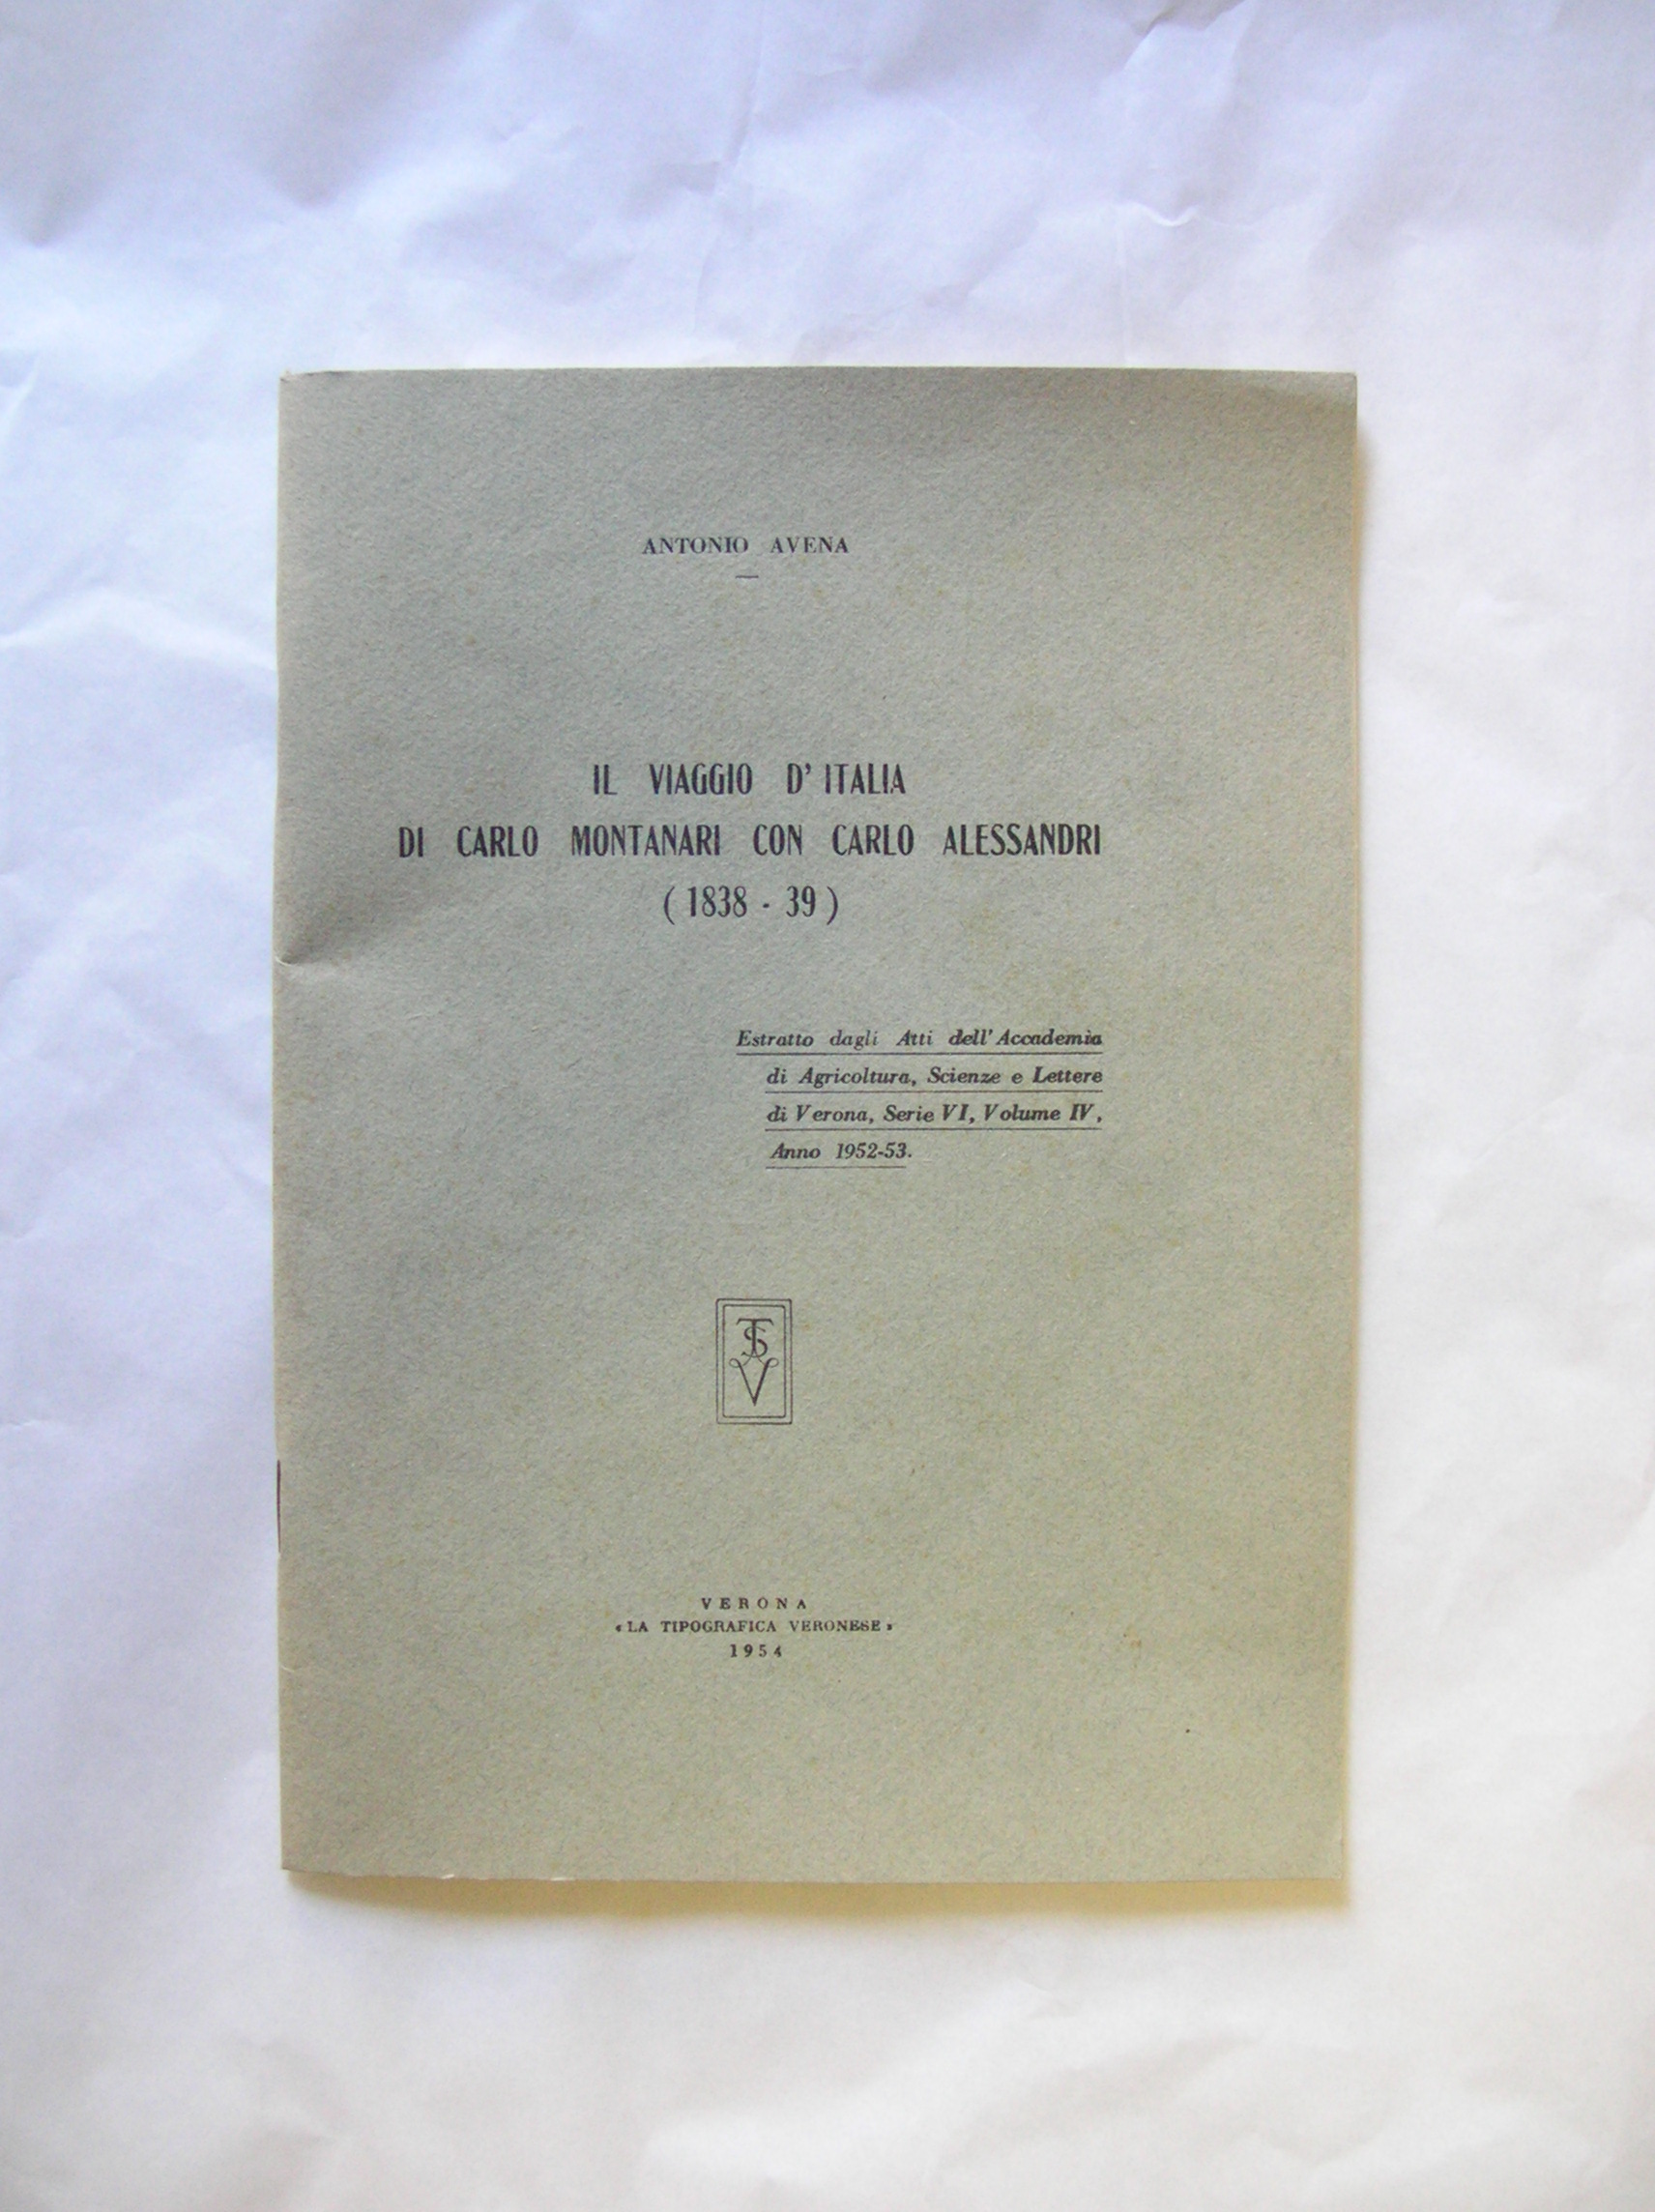 ANTONIO AVENA
IL VIAGGIO D' ITALIA
DI CARLO MONTANARI CON CARLO ALESSANDRI
( 1838 - 39 )
Estratto dagli Atti dell' Accademia
di Agricoltura, Scienze e Lettere
di Verona, Serie VI, Volume IV,
Anno 1952-53.
TSV
VERONA
« LA TIPOGRAFICA VERONESE »
1954